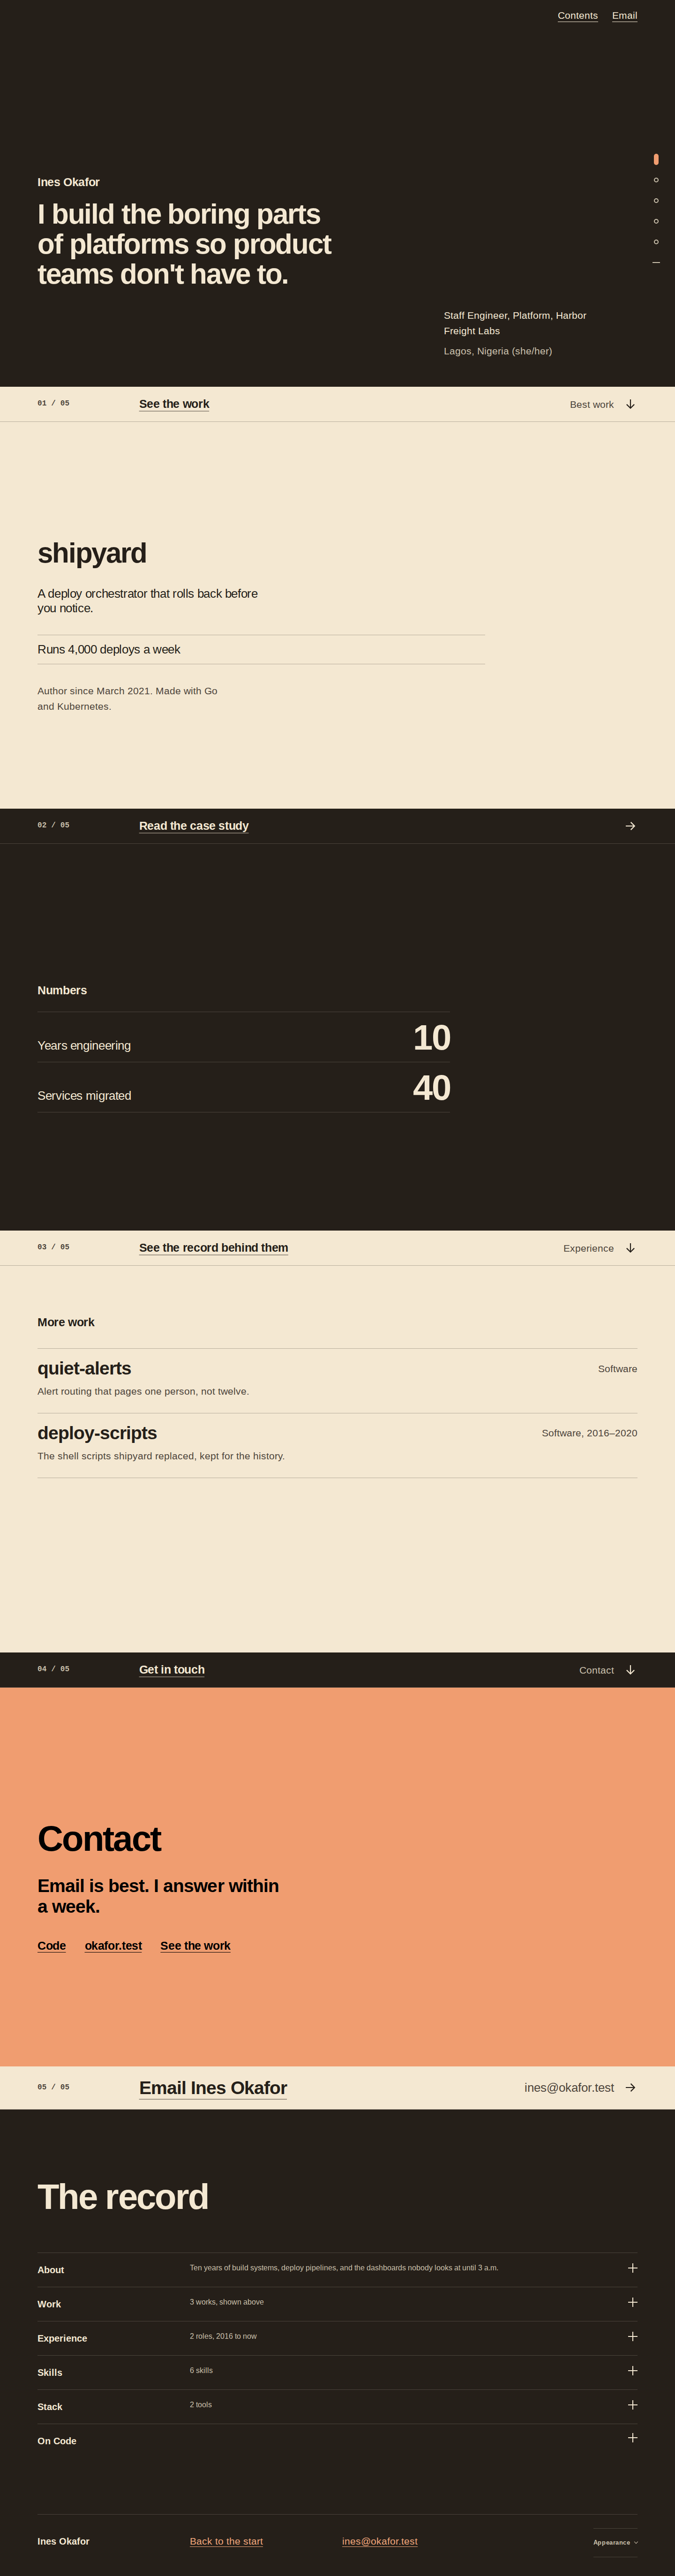 Contents Email
Ines Okafor
I build the boring parts
of platforms so product
teams don't have to.
Staff Engineer, Platform, Harbor
Freight Labs
Lagos, Nigeria (she/her)
01 / 05 See the work Best work
shipyard
A deploy orchestrator that rolls back before
you notice.
Runs 4,000 deploys a week
Author since March 2021. Made with Go
and Kubernetes.
02 / 05 Read the case study
Numbers
Years engineering 10
Services migrated 40
03 / 05 See the record behind them Experience
More work
quiet-alerts Software
Alert routing that pages one person, not twelve.
deploy-scripts Software, 2016–2020
The shell scripts shipyard replaced, kept for the history.
04 / 05 Get in touch Contact
Contact
Email is best. I answer within
a week.
Code okafor.test See the work
05 / 05 Email Ines Okafor ines@okafor.test
The record
About Ten years of build systems, deploy pipelines, and the dashboards nobody looks at until 3 a.m.
Work 3 works, shown above
Experience 2 roles, 2016 to now
Skills 6 skills
Stack 2 tools
On Code
Ines Okafor Back to the start ines@okafor.test Appearance